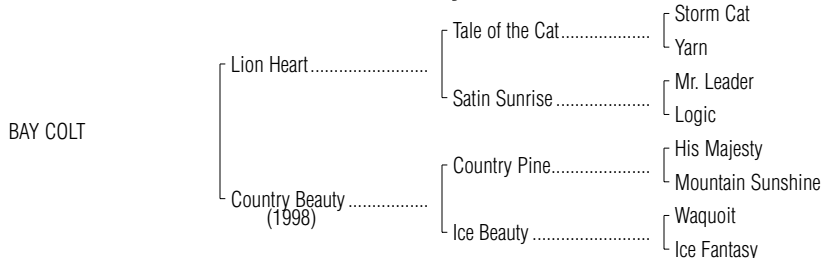 Storm Cat
Tale of the Cat...................
Yarn
Lion Heart.........................
Mr. Leader
Satin Sunrise ....................
Logic
BAY COLT
His Majesty
Country Pine.....................
Mountain Sunshine
Country Beauty .................
(1998)
Waquoit
Ice Beauty .........................
Ice Fantasy